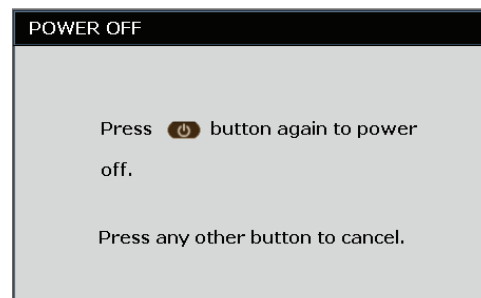 POWER OFF
Press button again to power
off.
Press any other button to cancel.